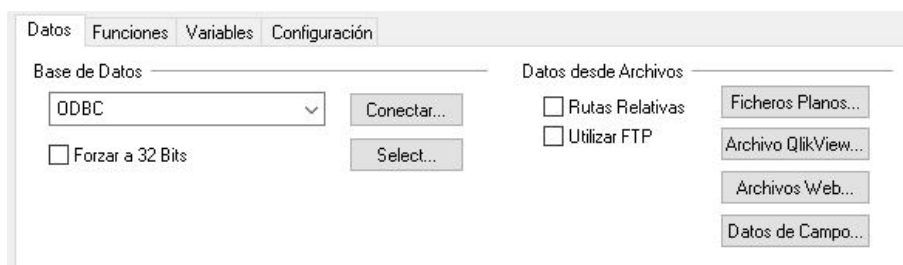 Datos Funciones Variables Configuración
Base de Datos
ODBC
Conectar...
Forzar a 32 Bits
Select...
Datos desde Archivos
Rutas Relativas
Utilizar FTP
Ficheros Planos...
Archivo QlikView...
Archivos Web...
Datos de Campo...